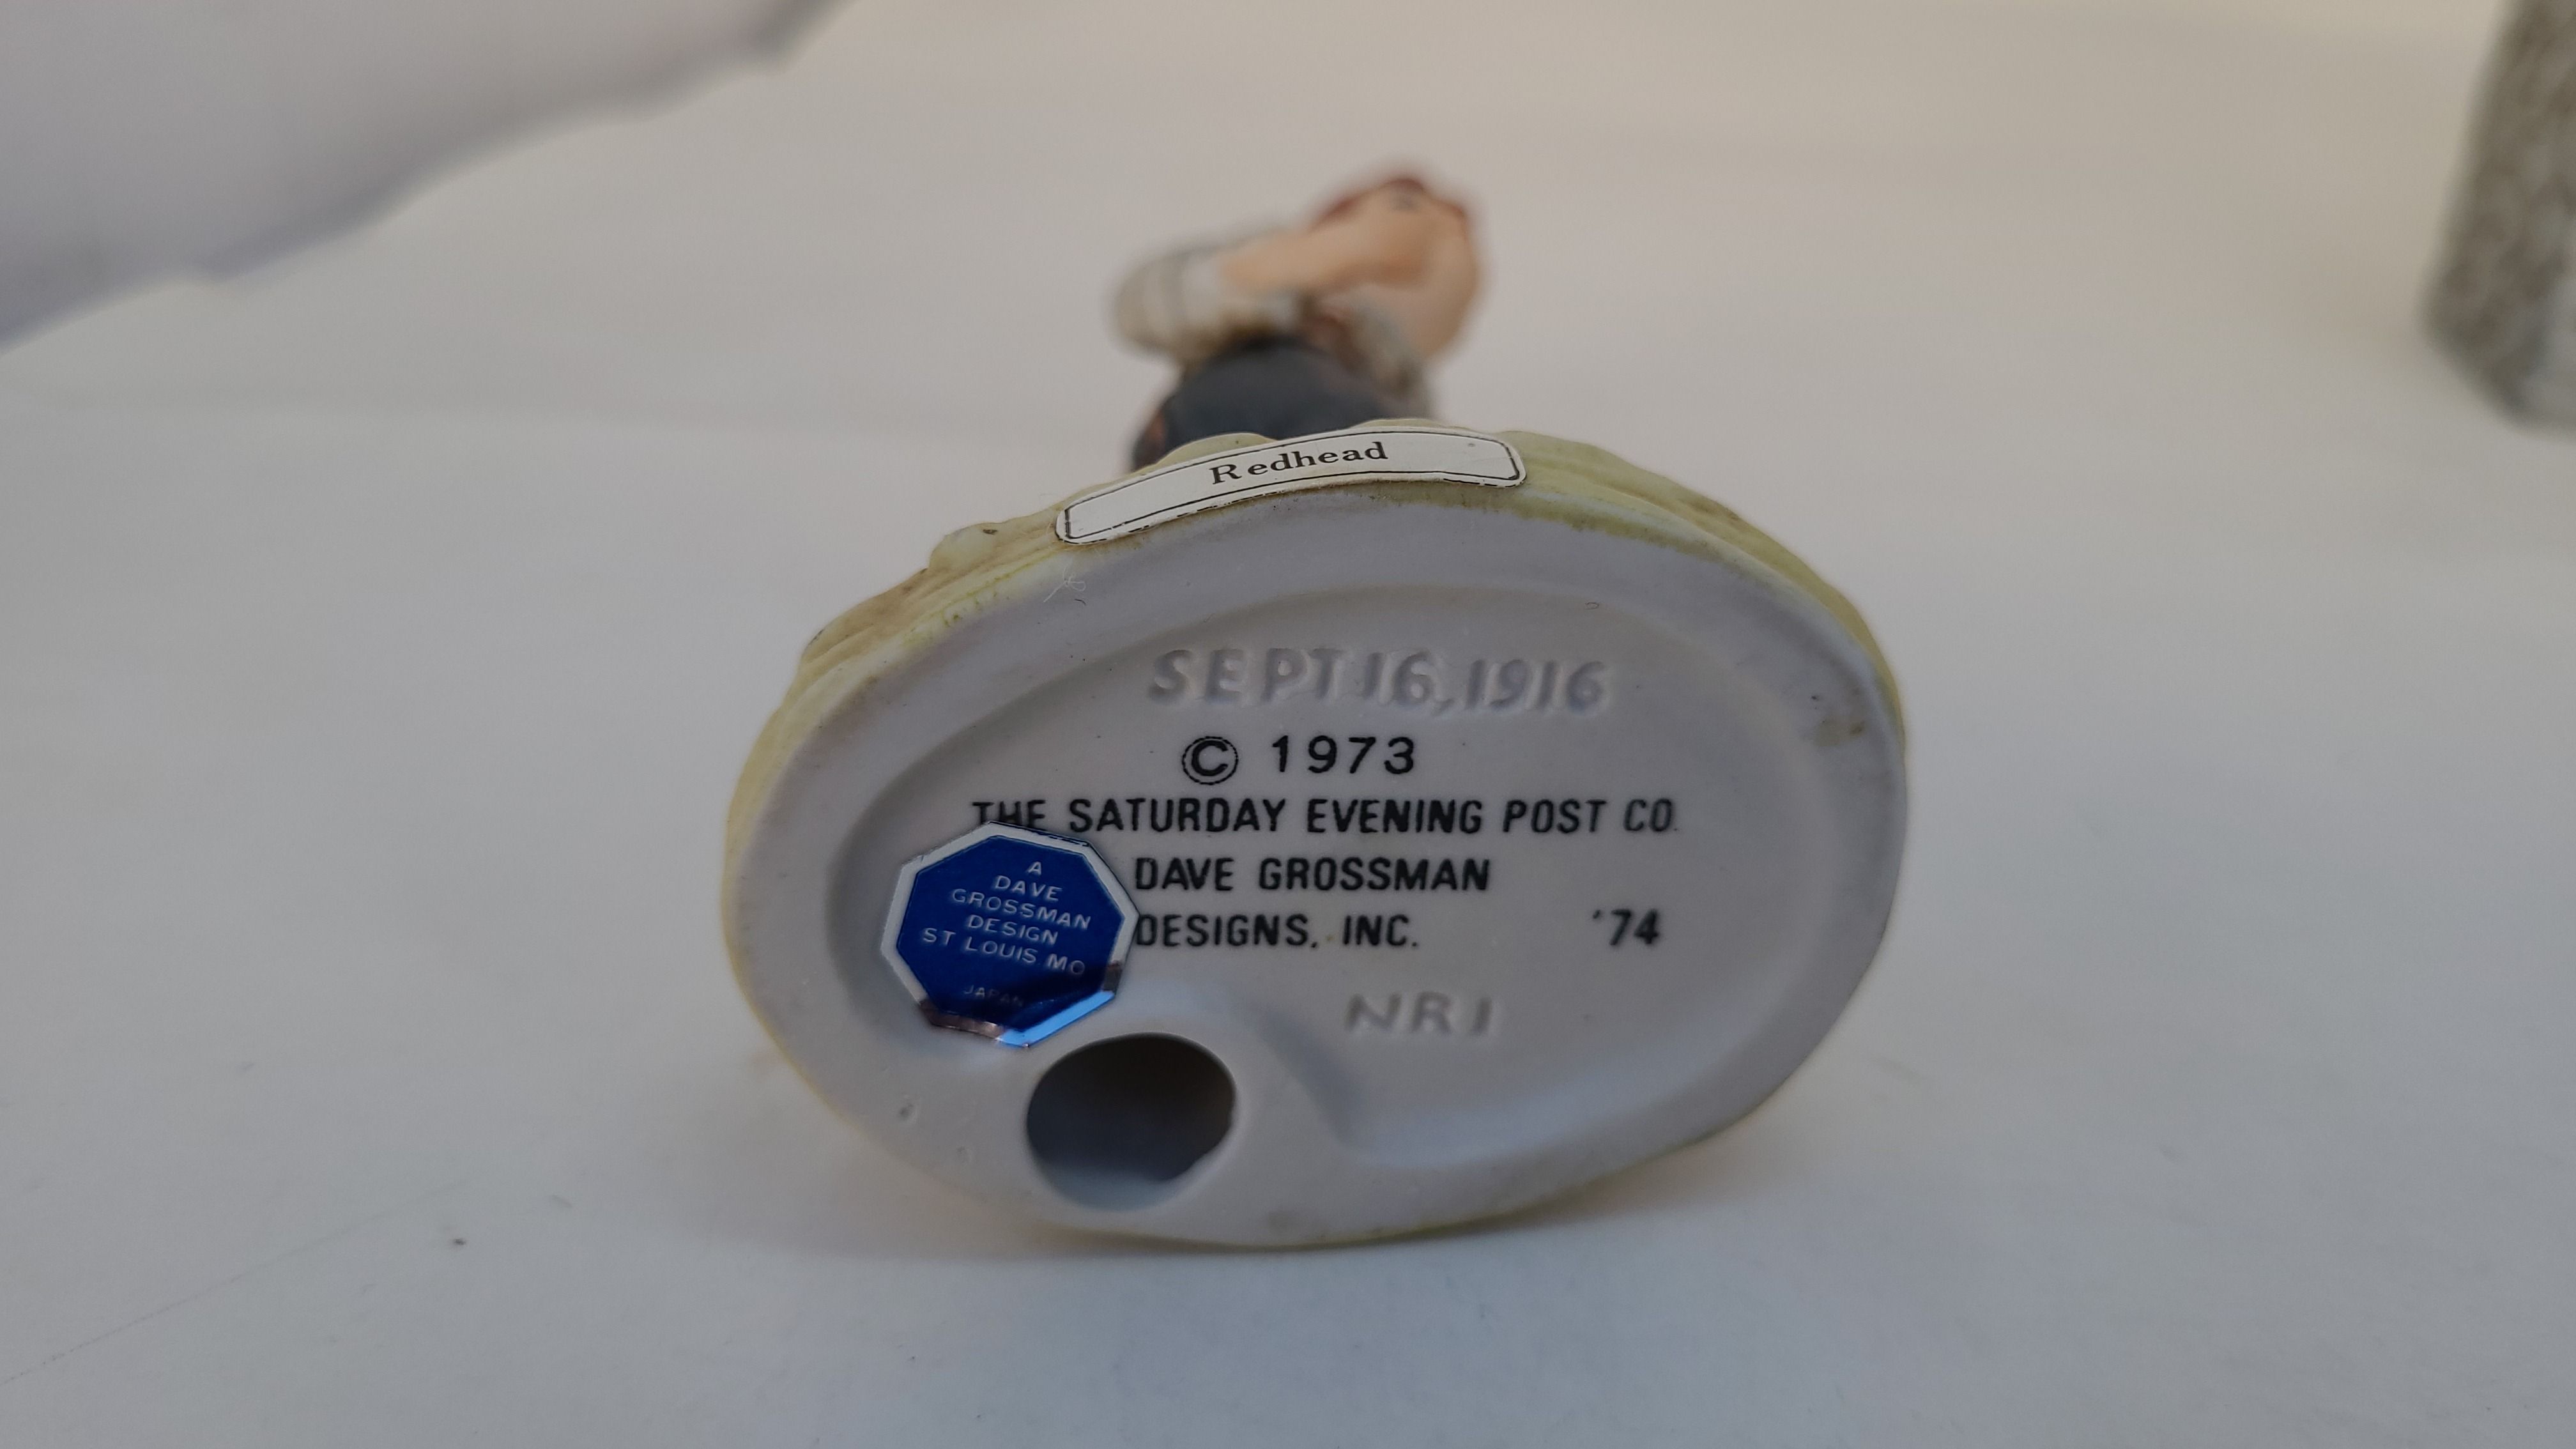 Redhead
SEPT 16, 1916
© 1973
THE SATURDAY EVENING POST CO.
DAVE GROSSMAN
DESIGNS, INC. '74
NR1
A
DAVE
GROSSMAN
DESIGN
ST LOUIS MO
JAPAN